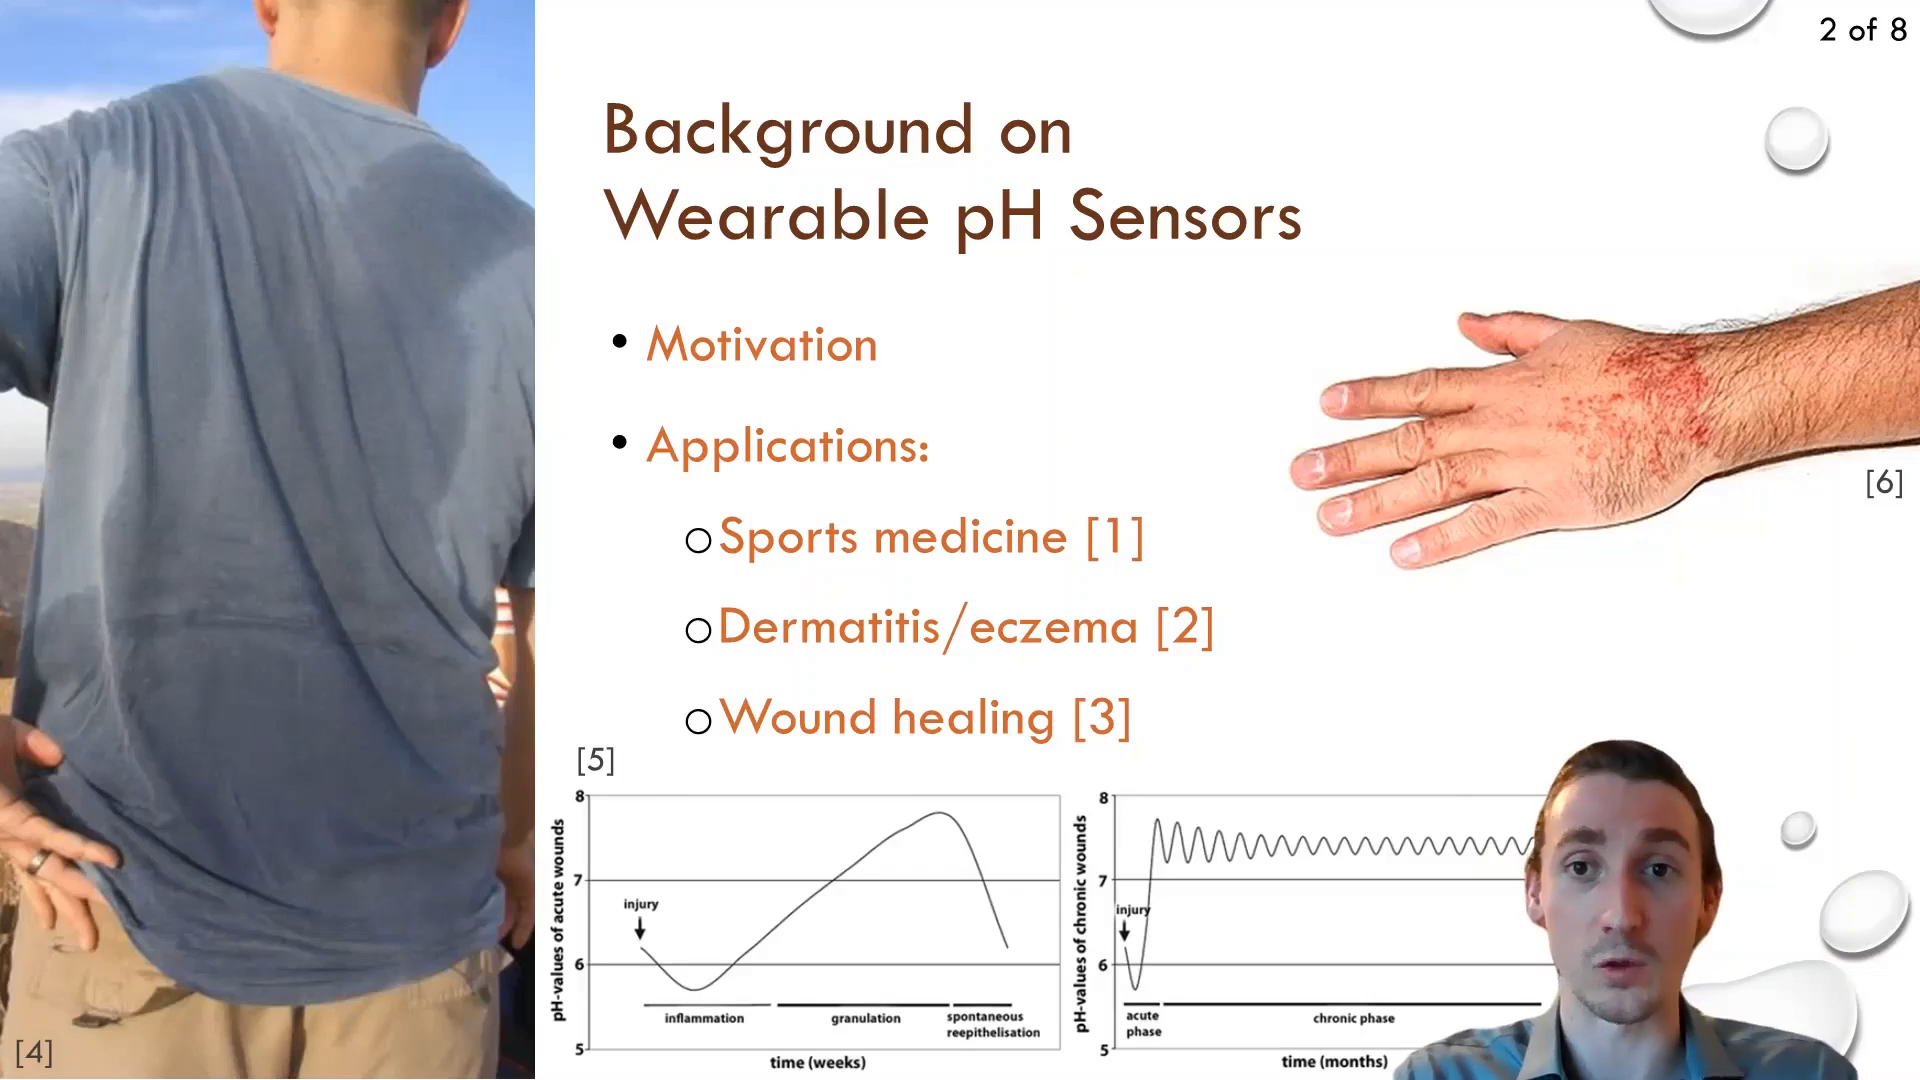 2 of 8
Background on
Wearable pH Sensors
• Motivation
• Applications:
○ Sports medicine [1]
○ Dermatitis/eczema [2]
○ Wound healing [3]
[6]
[5]
[4]
pH-values of acute wounds
8
7
6
5
injury
inflammation
granulation
spontaneous
reepithelisation
time (weeks)
pH-values of chronic wounds
8
7
6
5
injury
acute
phase
chronic phase
time (months)